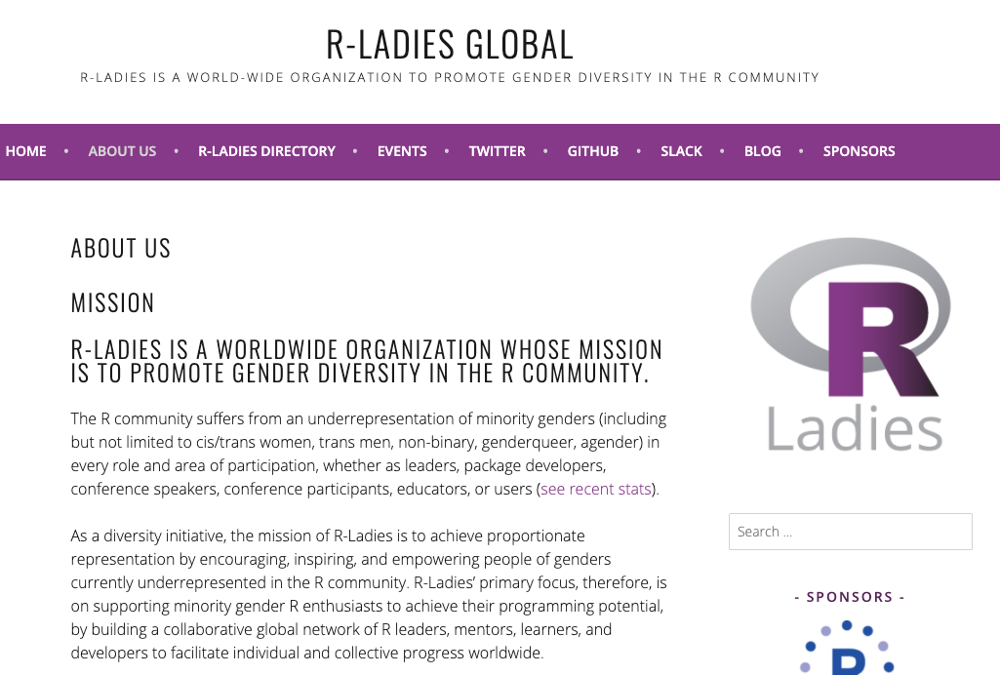 R-LADIES GLOBAL
R-LADIES IS A WORLD-WIDE ORGANIZATION TO PROMOTE GENDER DIVERSITY IN THE R COMMUNITY
HOME • ABOUT US • R-LADIES DIRECTORY • EVENTS • TWITTER • GITHUB • SLACK • BLOG • SPONSORS
ABOUT US
MISSION
R-LADIES IS A WORLDWIDE ORGANIZATION WHOSE MISSION
IS TO PROMOTE GENDER DIVERSITY IN THE R COMMUNITY.
The R community suffers from an underrepresentation of minority genders (including
but not limited to cis/trans women, trans men, non-binary, genderqueer, agender) in
every role and area of participation, whether as leaders, package developers,
conference speakers, conference participants, educators, or users (see recent stats).
As a diversity initiative, the mission of R-Ladies is to achieve proportionate
representation by encouraging, inspiring, and empowering people of genders
currently underrepresented in the R community. R-Ladies’ primary focus, therefore, is
on supporting minority gender R enthusiasts to achieve their programming potential,
by building a collaborative global network of R leaders, mentors, learners, and
developers to facilitate individual and collective progress worldwide.
R
Ladies
Search …
- SPONSORS -
R